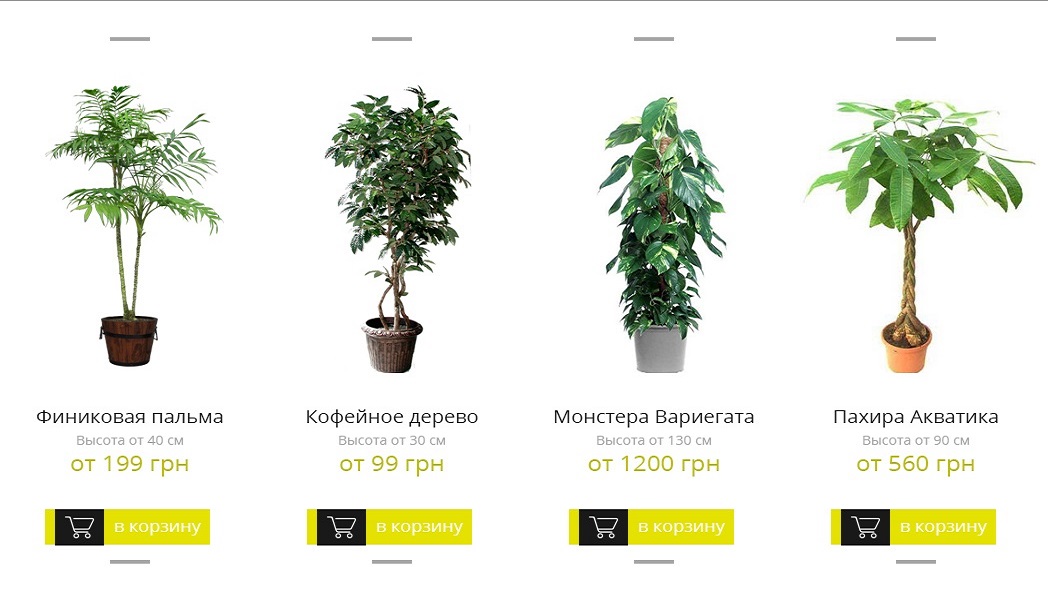 Финиковая пальма
Высота от 40 см
от 199 грн
в корзину
Кофейное дерево
Высота от 30 см
от 99 грн
в корзину
Монстера Вариегата
Высота от 130 см
от 1200 грн
в корзину
Пахира Акватика
Высота от 90 см
от 560 грн
в корзину